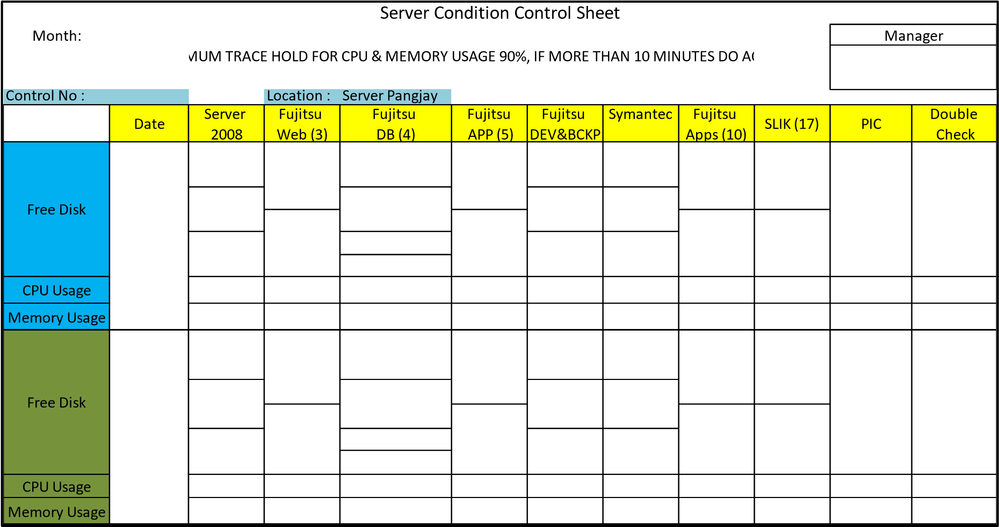 Server Condition Control Sheet
Month:
Manager
TRACE HOLD FOR CPU & MEMORY USAGE 90%, IF MORE THAN 10 MINUTES DO
Control No :
Location : Server Pangjay
Date
Server
2008
Fujitsu
Web (3)
Fujitsu
DB (4)
Fujitsu
APP (5)
Fujitsu
DEV&BCKP
Symantec
Fujitsu
Apps (10)
SLIK (17)
PIC
Double
Check
Free Disk
CPU Usage
Memory Usage
Free Disk
CPU Usage
Memory Usage